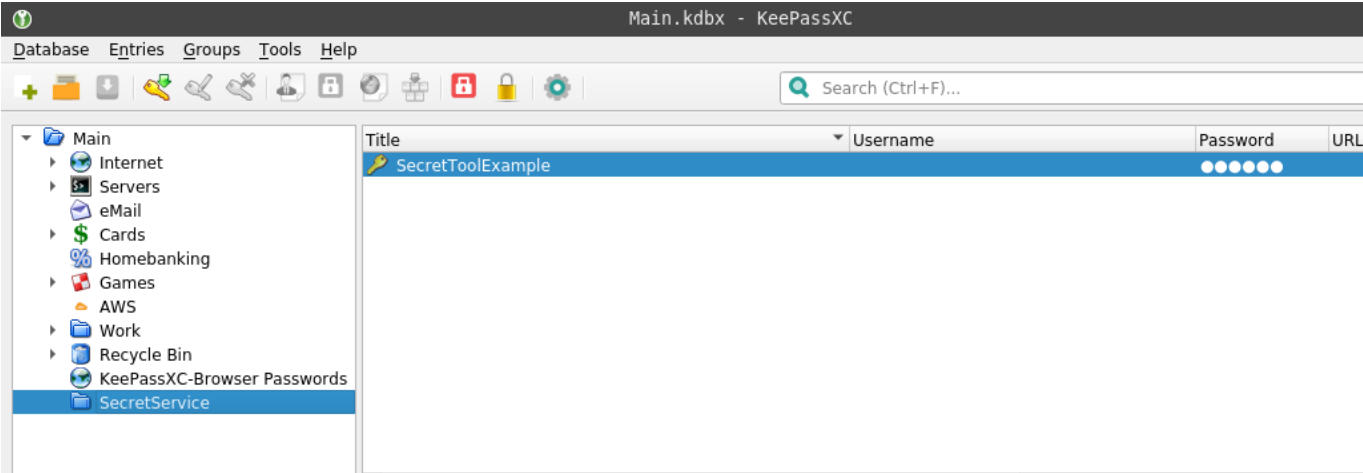 Main.kdbx - KeePassXC
Database Entries Groups Tools Help
Search (Ctrl+F)...
Main
Internet
Servers
eMail
Cards
Homebanking
Games
AWS
Work
Recycle Bin
KeePassXC-Browser Passwords
SecretService
Title Username Password URL
SecretToolExample ●●●●●●